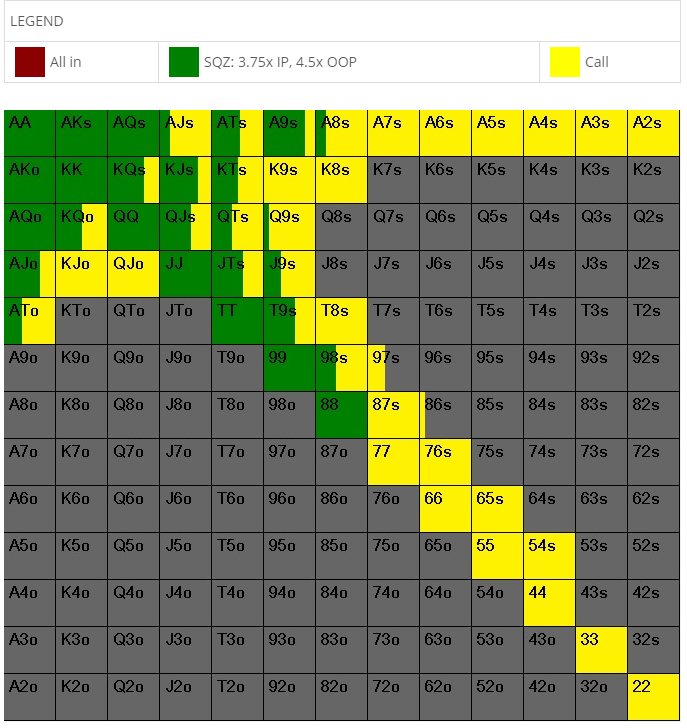 LEGEND
All in SQZ: 3.75x IP, 4.5x OOP Call
AA AKs AQs AJs ATs A9s A8s A7s A6s A5s A4s A3s A2s
AKo KK KQs KJs KTs K9s K8s K7s K6s K5s K4s K3s K2s
AQo KQo QQ QJs QTs Q9s Q8s Q7s Q6s Q5s Q4s Q3s Q2s
AJo KJo QJo JJ JTs J9s J8s J7s J6s J5s J4s J3s J2s
ATo KTo QTo JTo TT T9s T8s T7s T6s T5s T4s T3s T2s
A9o K9o Q9o J9o T9o 99 98s 97s 96s 95s 94s 93s 92s
A8o K8o Q8o J8o T8o 98o 88 87s 86s 85s 84s 83s 82s
A7o K7o Q7o J7o T7o 97o 87o 77 76s 75s 74s 73s 72s
A6o K6o Q6o J6o T6o 96o 86o 76o 66 65s 64s 63s 62s
A5o K5o Q5o J5o T5o 95o 85o 75o 65o 55 54s 53s 52s
A4o K4o Q4o J4o T4o 94o 84o 74o 64o 54o 44 43s 42s
A3o K3o Q3o J3o T3o 93o 83o 73o 63o 53o 43o 33 32s
A2o K2o Q2o J2o T2o 92o 82o 72o 62o 52o 42o 32o 22